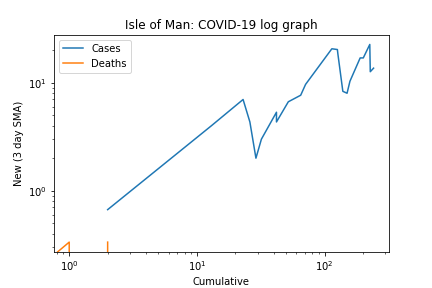 Isle of Man: COVID-19 log graph
Cases
Deaths
New (3 day SMA)
10¹
10⁰
10⁰ 10¹ 10²
Cumulative